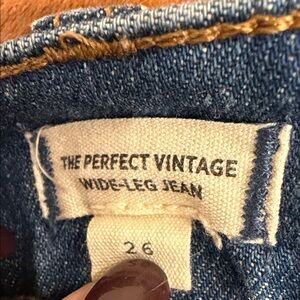 THE PERFECT VINTAGE
WIDE-LEG JEAN
26